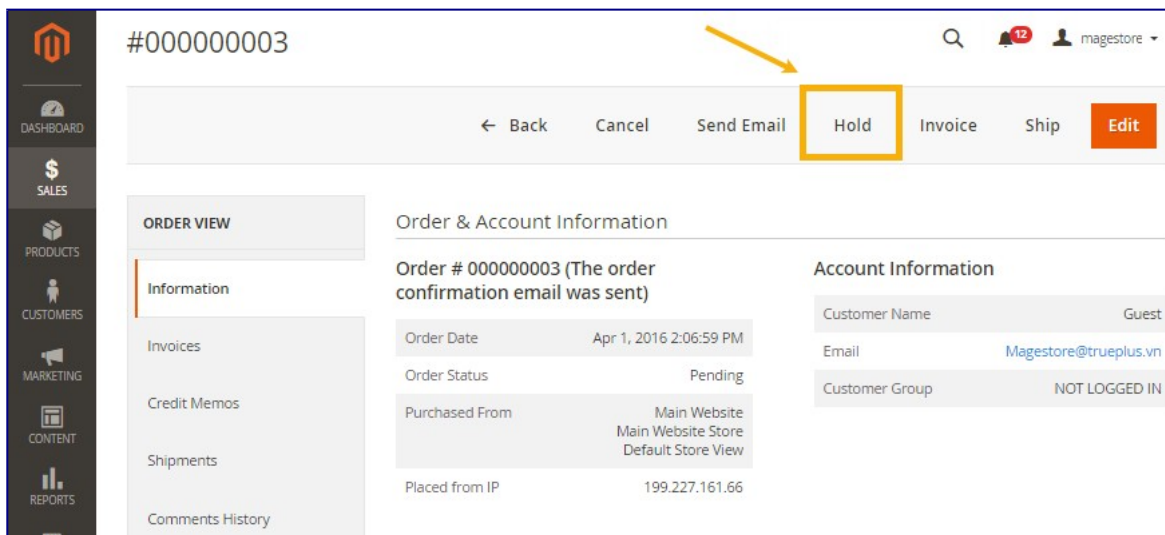 #000000003
12
magestore
← Back
Cancel
Send Email
Hold
Invoice
Ship
Edit
DASHBOARD
$
SALES
PRODUCTS
CUSTOMERS
MARKETING
CONTENT
REPORTS
ORDER VIEW
Information
Invoices
Credit Memos
Shipments
Comments History
Order & Account Information
Order # 000000003 (The order
confirmation email was sent)
Order Date Apr 1, 2016 2:06:59 PM
Order Status Pending
Purchased From Main Website
Main Website Store
Default Store View
Placed from IP 199.227.161.66
Account Information
Customer Name Guest
Email Magestore@trueplus.vn
Customer Group NOT LOGGED IN